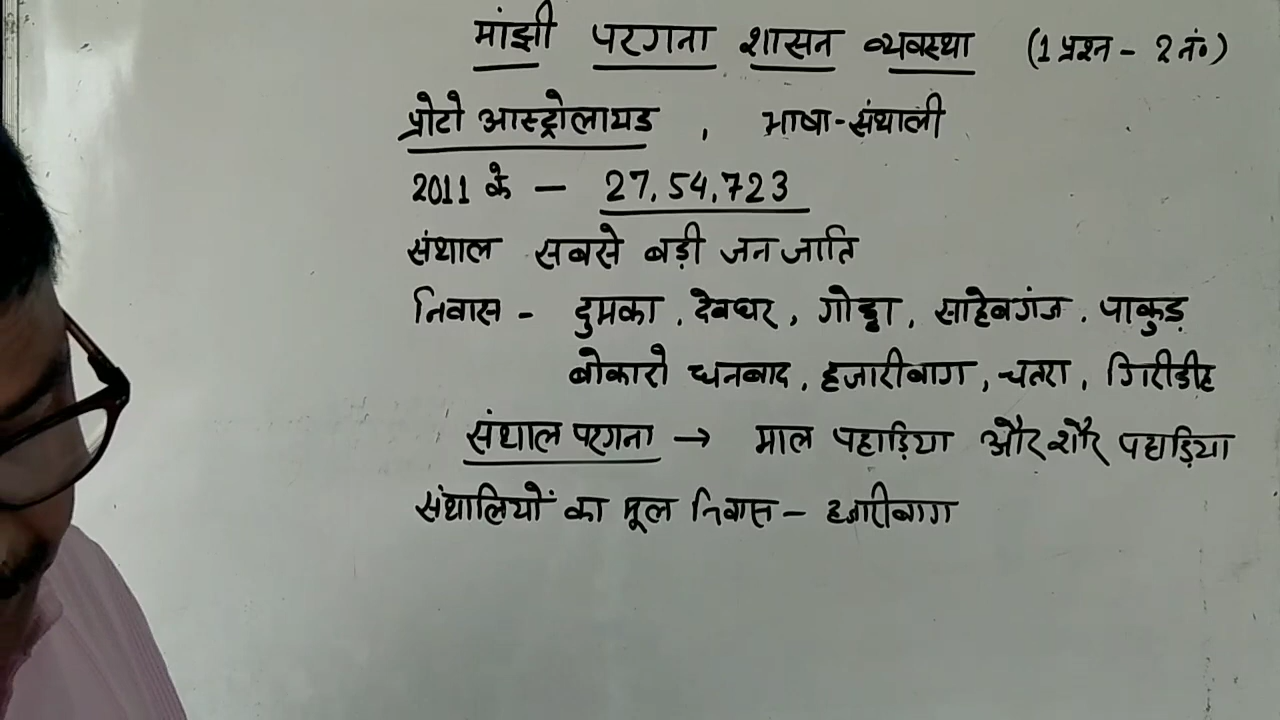 मांझी परगना शासन व्यवस्था (1 प्रश्न - 2 नं०)
प्रोटो आस्ट्रोलायड , भाषा-संथाली
2011 के — 27,54,723
संथाल सबसे बड़ी जनजाति
निवास - दुमका, देवघर, गोड्डा, साहेबगंज, पाकुड़
बोकारो धनबाद, हजारीबाग, चतरा, गिरीडीह
संथाल परगना → माल पहाड़िया और शौर पहाड़िया
संथालियों का मूल निवास - हजारीबाग